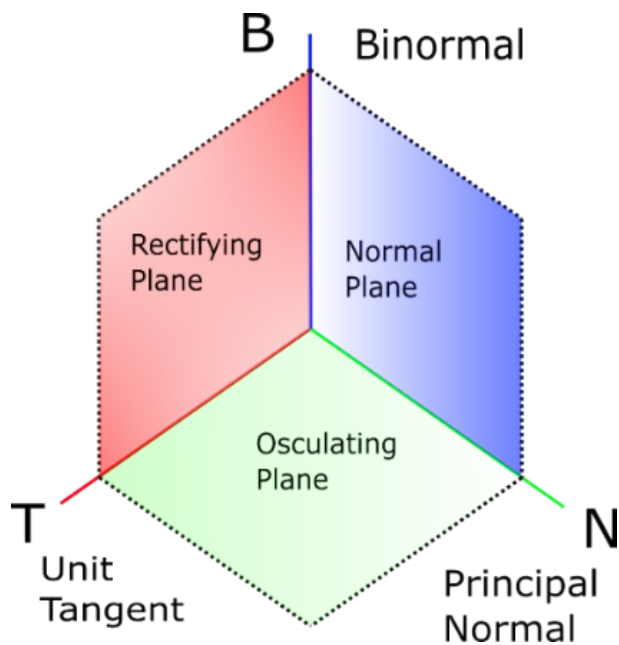 B
Binormal
Rectifying
Plane
Normal
Plane
Osculating
Plane
T
Unit
Tangent
N
Principal
Normal